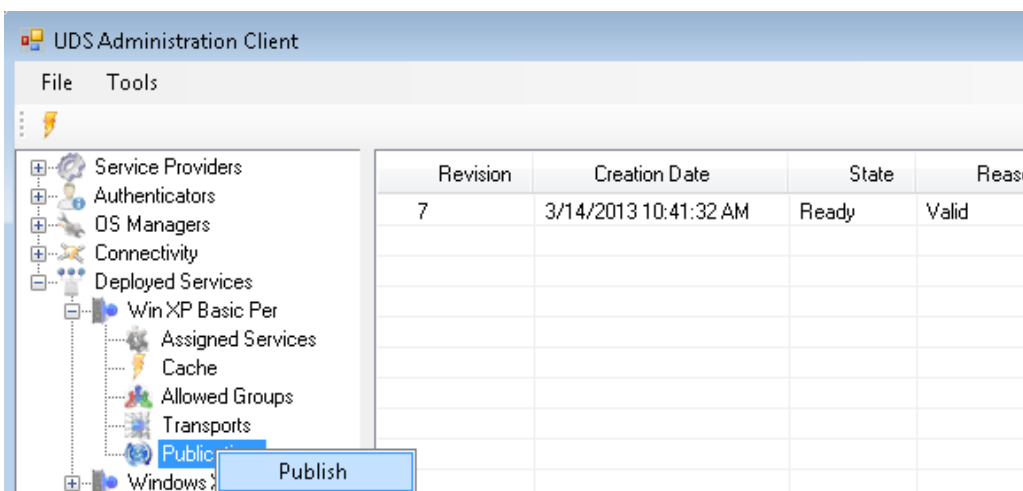 UDS Administration Client
File Tools
Service Providers
Authenticators
OS Managers
Connectivity
Deployed Services
Win XP Basic Per
Assigned Services
Cache
Allowed Groups
Transports
Publish
Windows
Revision Creation Date State Reas
7 3/14/2013 10:41:32 AM Ready Valid